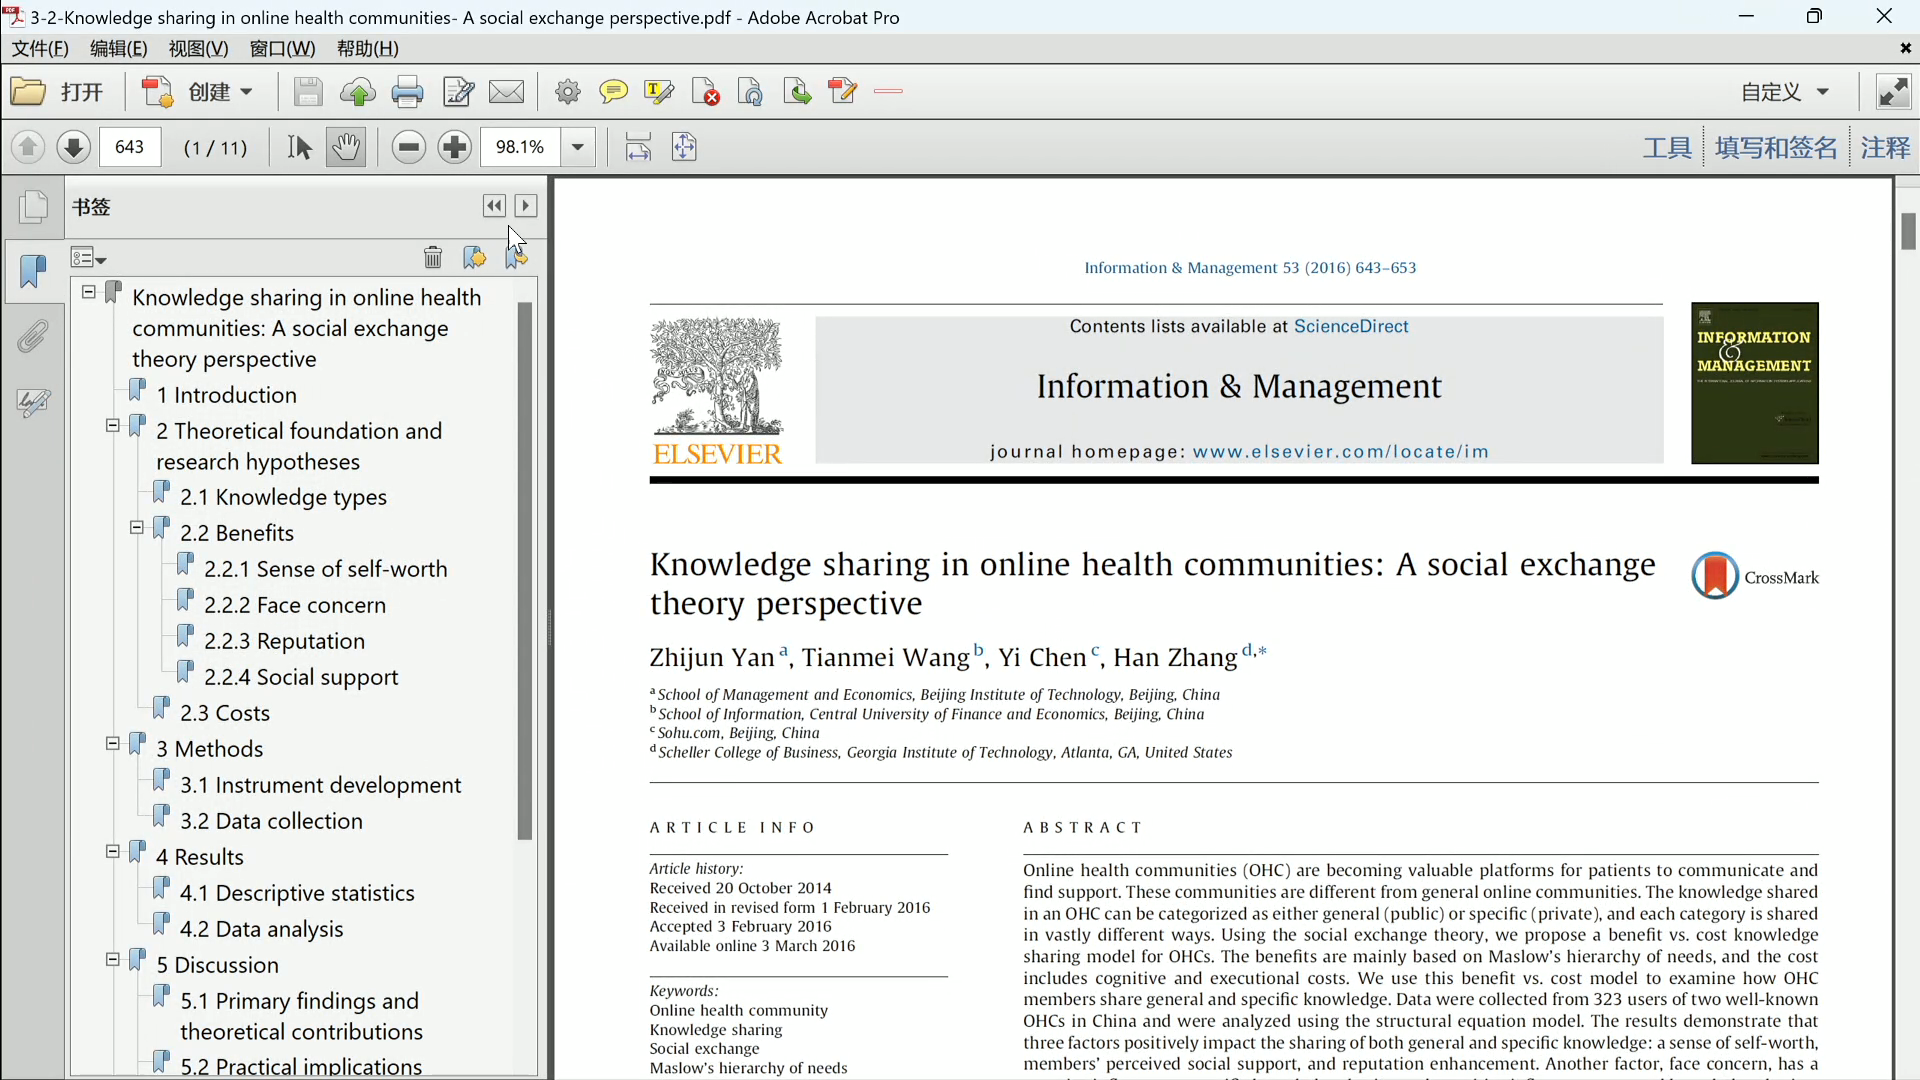 3-2-Knowledge sharing in online health communities- A social exchange perspective.pdf - Adobe Acrobat Pro
文件(F) 编辑(E) 视图(V) 窗口(W) 帮助(H)
打开 创建 自定义
643 (1 / 11) 98.1% 工具 填写和签名 注释
书签
Knowledge sharing in online health
communities: A social exchange
theory perspective
1 Introduction
2 Theoretical foundation and
research hypotheses
2.1 Knowledge types
2.2 Benefits
2.2.1 Sense of self-worth
2.2.2 Face concern
2.2.3 Reputation
2.2.4 Social support
2.3 Costs
3 Methods
3.1 Instrument development
3.2 Data collection
4 Results
4.1 Descriptive statistics
4.2 Data analysis
5 Discussion
5.1 Primary findings and
theoretical contributions
5.2 Practical implications
Information & Management 53 (2016) 643–653
Contents lists available at ScienceDirect
Information & Management
journal homepage: www.elsevier.com/locate/im
ELSEVIER
INFORMATION
&
MANAGEMENT
Knowledge sharing in online health communities: A social exchange
theory perspective
CrossMark
Zhijun Yan a, Tianmei Wang b, Yi Chen c, Han Zhang d,*
a School of Management and Economics, Beijing Institute of Technology, Beijing, China
b School of Information, Central University of Finance and Economics, Beijing, China
c Sohu.com, Beijing, China
d Scheller College of Business, Georgia Institute of Technology, Atlanta, GA, United States
ARTICLE INFO
Article history:
Received 20 October 2014
Received in revised form 1 February 2016
Accepted 3 February 2016
Available online 3 March 2016
Keywords:
Online health community
Knowledge sharing
Social exchange
Maslow's hierarchy of needs
ABSTRACT
Online health communities (OHC) are becoming valuable platforms for patients to communicate and
find support. These communities are different from general online communities. The knowledge shared
in an OHC can be categorized as either general (public) or specific (private), and each category is shared
in vastly different ways. Using the social exchange theory, we propose a benefit vs. cost knowledge
sharing model for OHCs. The benefits are mainly based on Maslow's hierarchy of needs, and the cost
includes cognitive and executional costs. We use this benefit vs. cost model to examine how OHC
members share general and specific knowledge. Data were collected from 323 users of two well-known
OHCs in China and were analyzed using the structural equation model. The results demonstrate that
three factors positively impact the sharing of both general and specific knowledge: a sense of self-worth,
members' perceived social support, and reputation enhancement. Another factor, face concern, has a